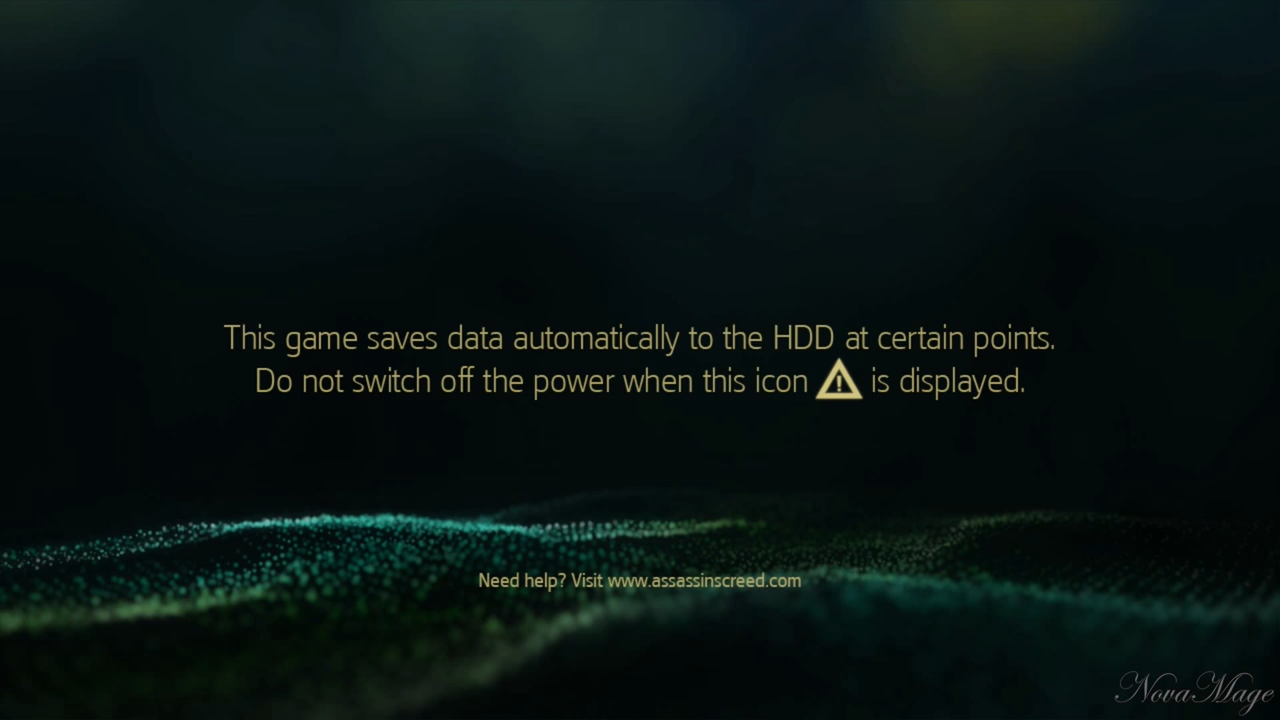 This game saves data automatically to the HDD at certain points.
Do not switch off the power when this icon is displayed.
Need help? Visit www.assassinscreed.com
NovaMage